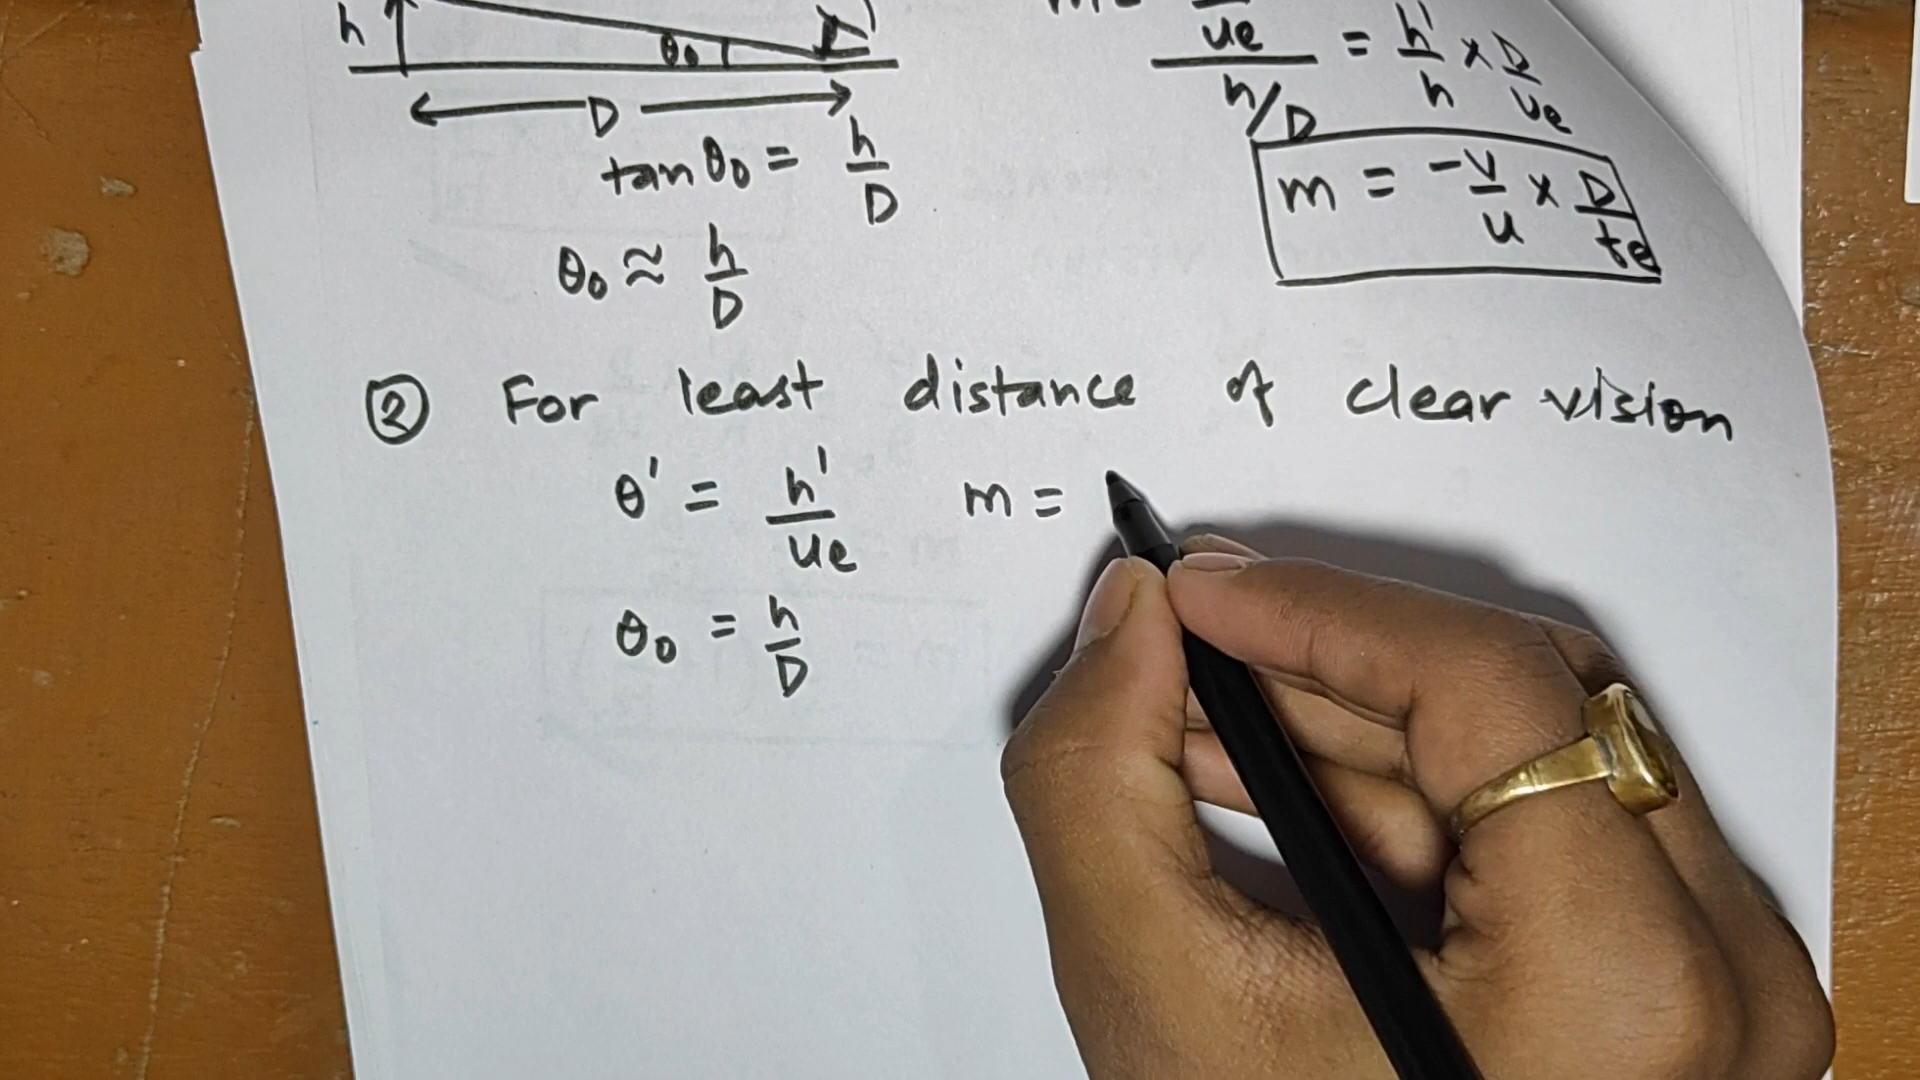 h θ₀
D
tan θ₀ = h/D
θ₀ ≈ h/D
ue / h/D = h'/h × D/ue
m = -v/u × D/fe
② For least distance of clear vision
θ' = h'/ue m =
θ₀ = h/D